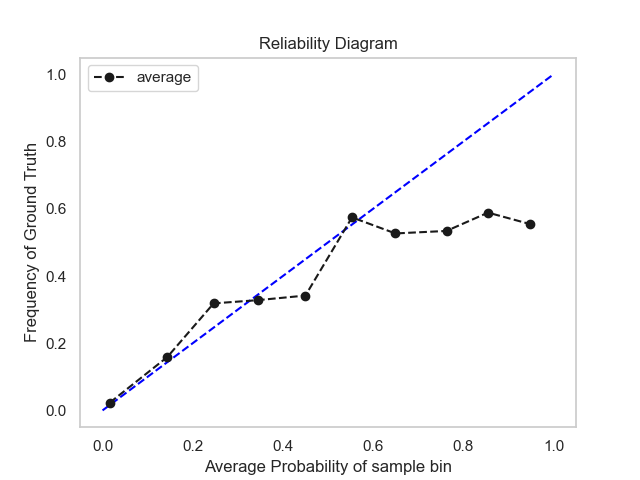 Reliability Diagram
average
1.0
0.8
0.6
0.4
0.2
0.0
Frequency of Ground Truth
0.0 0.2 0.4 0.6 0.8 1.0
Average Probability of sample bin